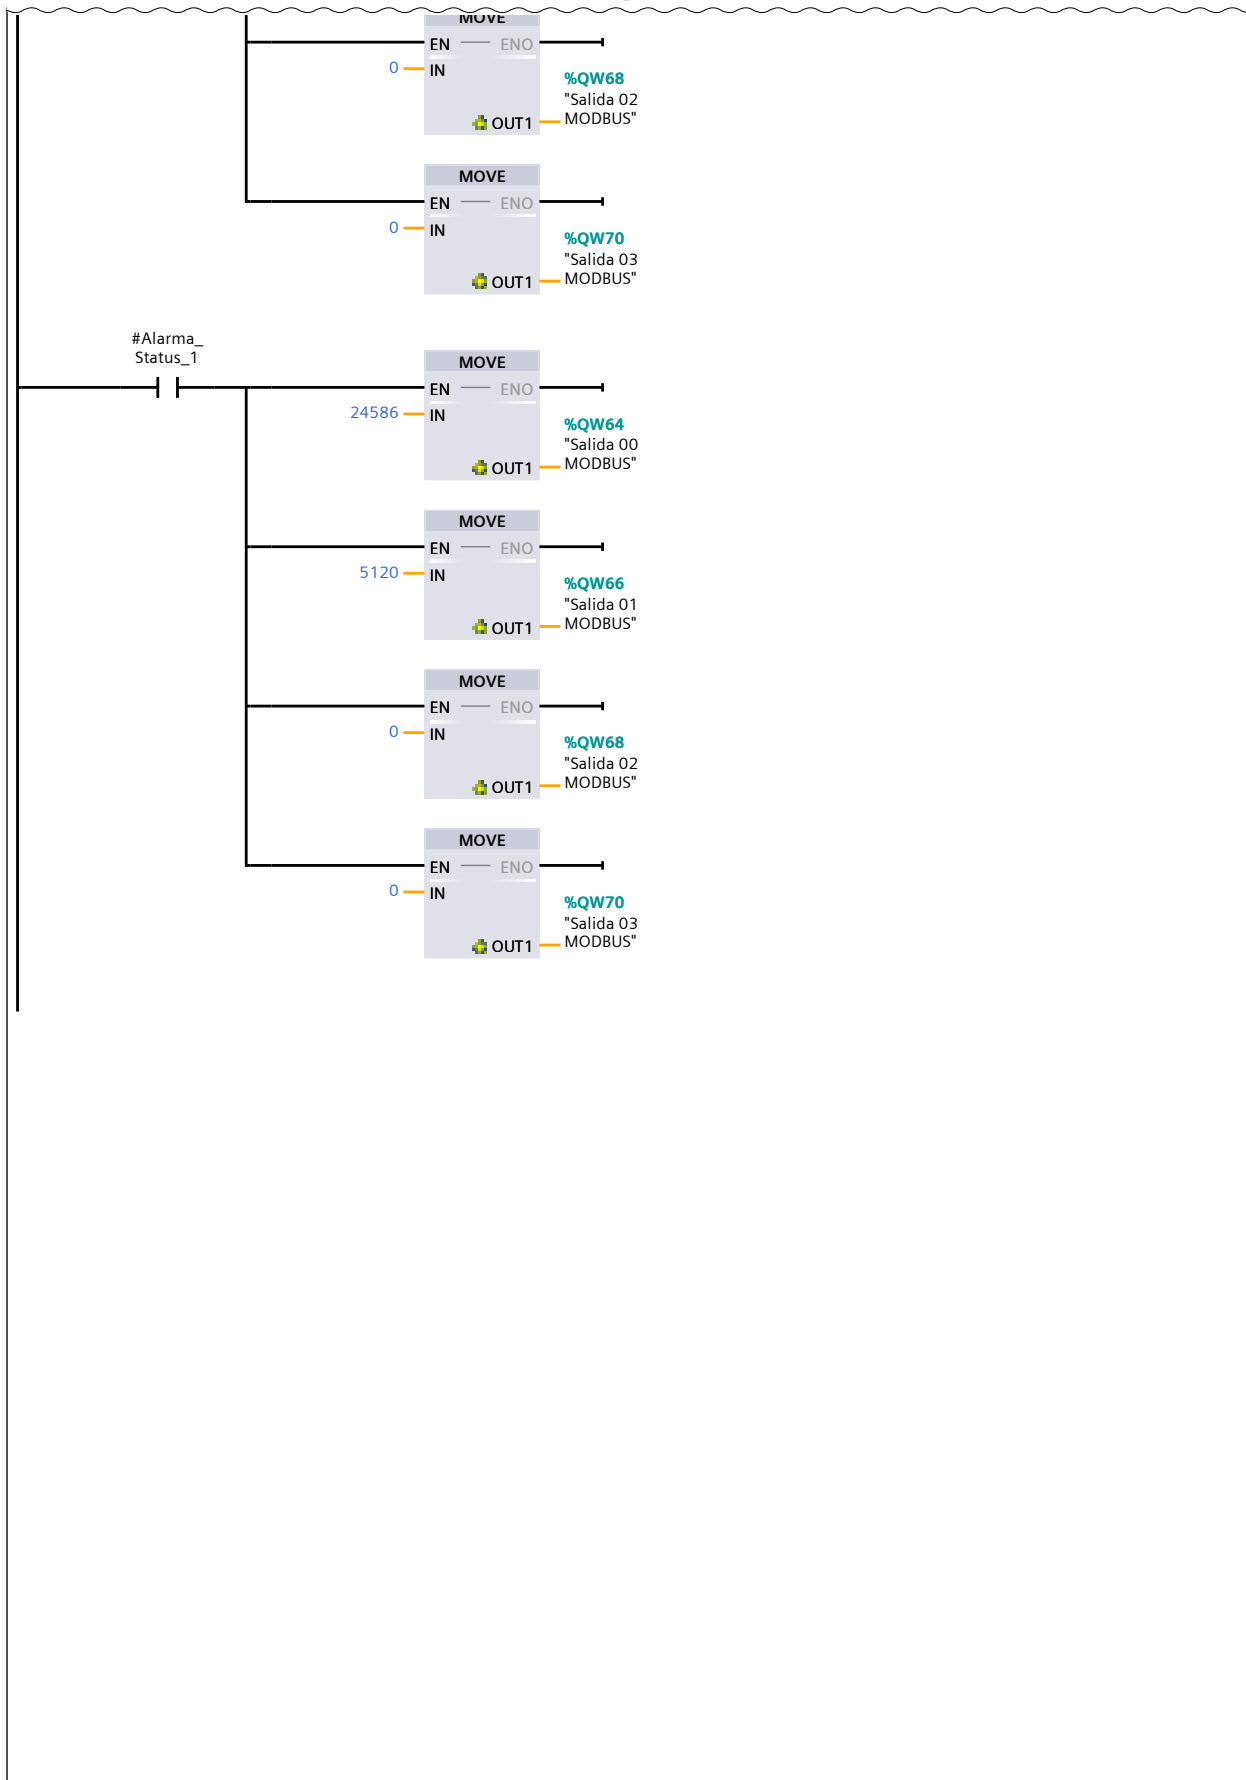 MOVE
EN ENO
0 IN
%QW68
"Salida 02
MODBUS"
OUT1
MOVE
EN ENO
0 IN
%QW70
"Salida 03
MODBUS"
OUT1
#Alarma_
Status_1
MOVE
EN ENO
24586 IN
%QW64
"Salida 00
MODBUS"
OUT1
MOVE
EN ENO
5120 IN
%QW66
"Salida 01
MODBUS"
OUT1
MOVE
EN ENO
0 IN
%QW68
"Salida 02
MODBUS"
OUT1
MOVE
EN ENO
0 IN
%QW70
"Salida 03
MODBUS"
OUT1